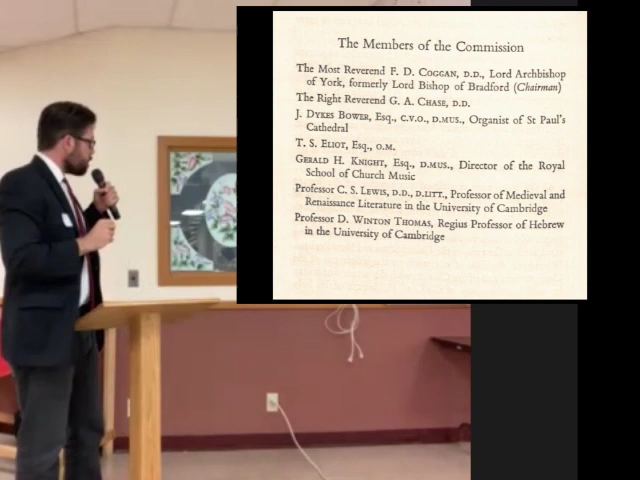 The Members of the Commission
The Most Reverend F. D. COGGAN, D.D., Lord Archbishop
of York, formerly Lord Bishop of Bradford (Chairman)
The Right Reverend G. A. CHASE, D.D.
J. DYKES BOWER, Esq., C.V.O., D.MUS., Organist of St Paul's
Cathedral
T. S. ELIOT, Esq., O.M.
GERALD H. KNIGHT, Esq., D.MUS., Director of the Royal
School of Church Music
Professor C. S. LEWIS, D.D., D.LITT., Professor of Medieval and
Renaissance Literature in the University of Cambridge
Professor D. WINTON THOMAS, Regius Professor of Hebrew
in the University of Cambridge